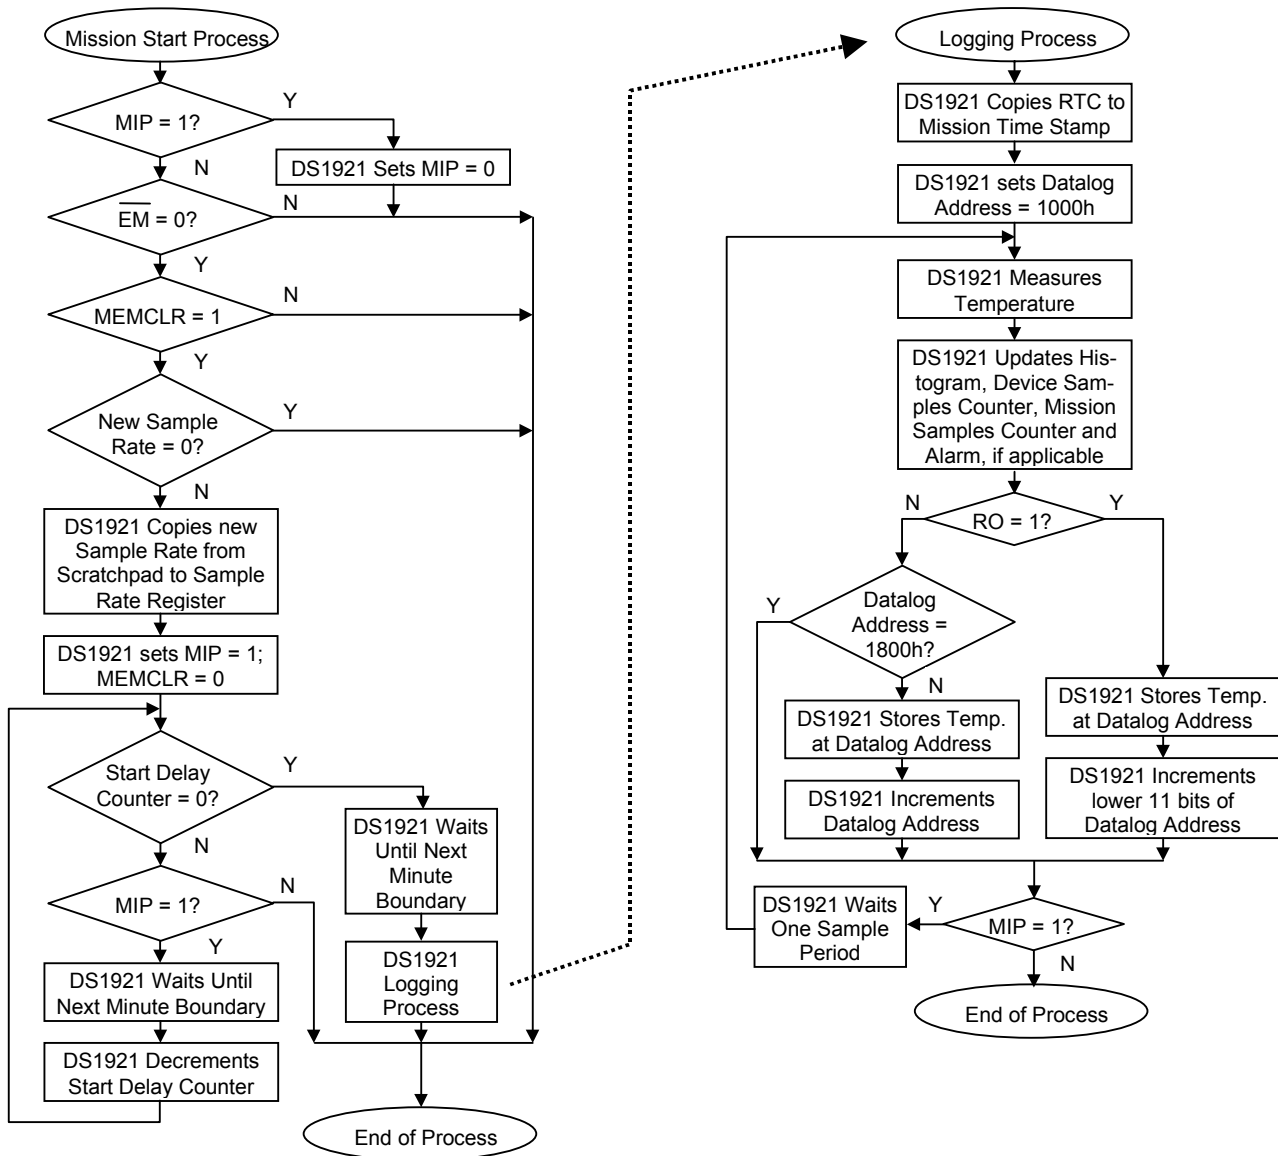 Mission Start Process
MIP = 1?
Y
DS1921 Sets MIP = 0
N
EM = 0?
N
Y
MEMCLR = 1
N
Y
New Sample
Rate = 0?
Y
N
DS1921 Copies new
Sample Rate from
Scratchpad to Sample
Rate Register
DS1921 sets MIP = 1;
MEMCLR = 0
Start Delay
Counter = 0?
Y
N
MIP = 1?
N
Y
DS1921 Waits Until
Next Minute Boundary
DS1921 Decrements
Start Delay Counter
DS1921 Waits
Until Next
Minute
Boundary
DS1921
Logging
Process
End of Process
Logging Process
DS1921 Copies RTC to
Mission Time Stamp
DS1921 sets Datalog
Address = 1000h
DS1921 Measures
Temperature
DS1921 Updates His-
togram, Device Sam-
ples Counter, Mission
Samples Counter and
Alarm, if applicable
N
RO = 1?
Y
Y
Datalog
Address =
1800h?
N
DS1921 Stores Temp.
at Datalog Address
DS1921 Increments
Datalog Address
DS1921 Stores Temp.
at Datalog Address
DS1921 Increments
lower 11 bits of
Datalog Address
DS1921 Waits
One Sample
Period
Y
MIP = 1?
N
End of Process